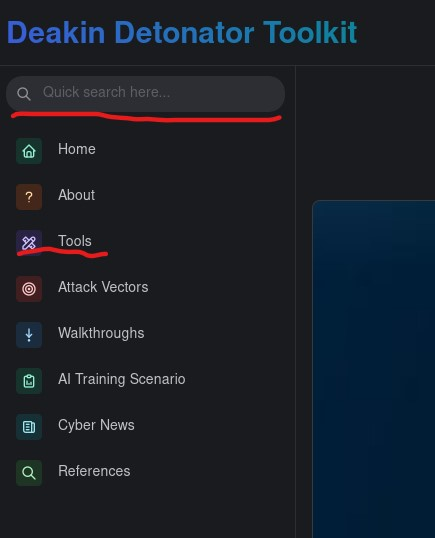 Deakin Detonator Toolkit
Quick search here...
Home
? About
Tools
Attack Vectors
Walkthroughs
AI Training Scenario
Cyber News
References